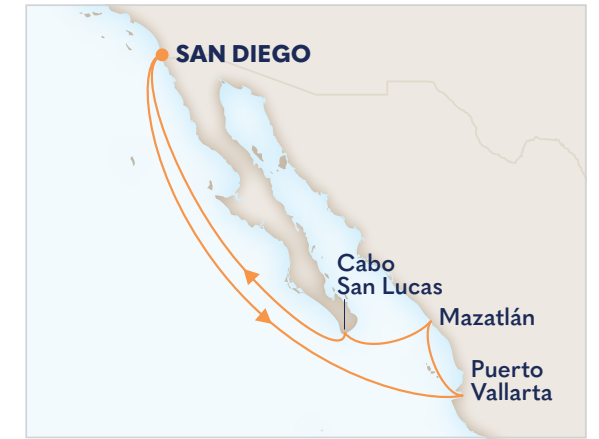 SAN DIEGO
Cabo
San Lucas
Mazatlán
Puerto
Vallarta